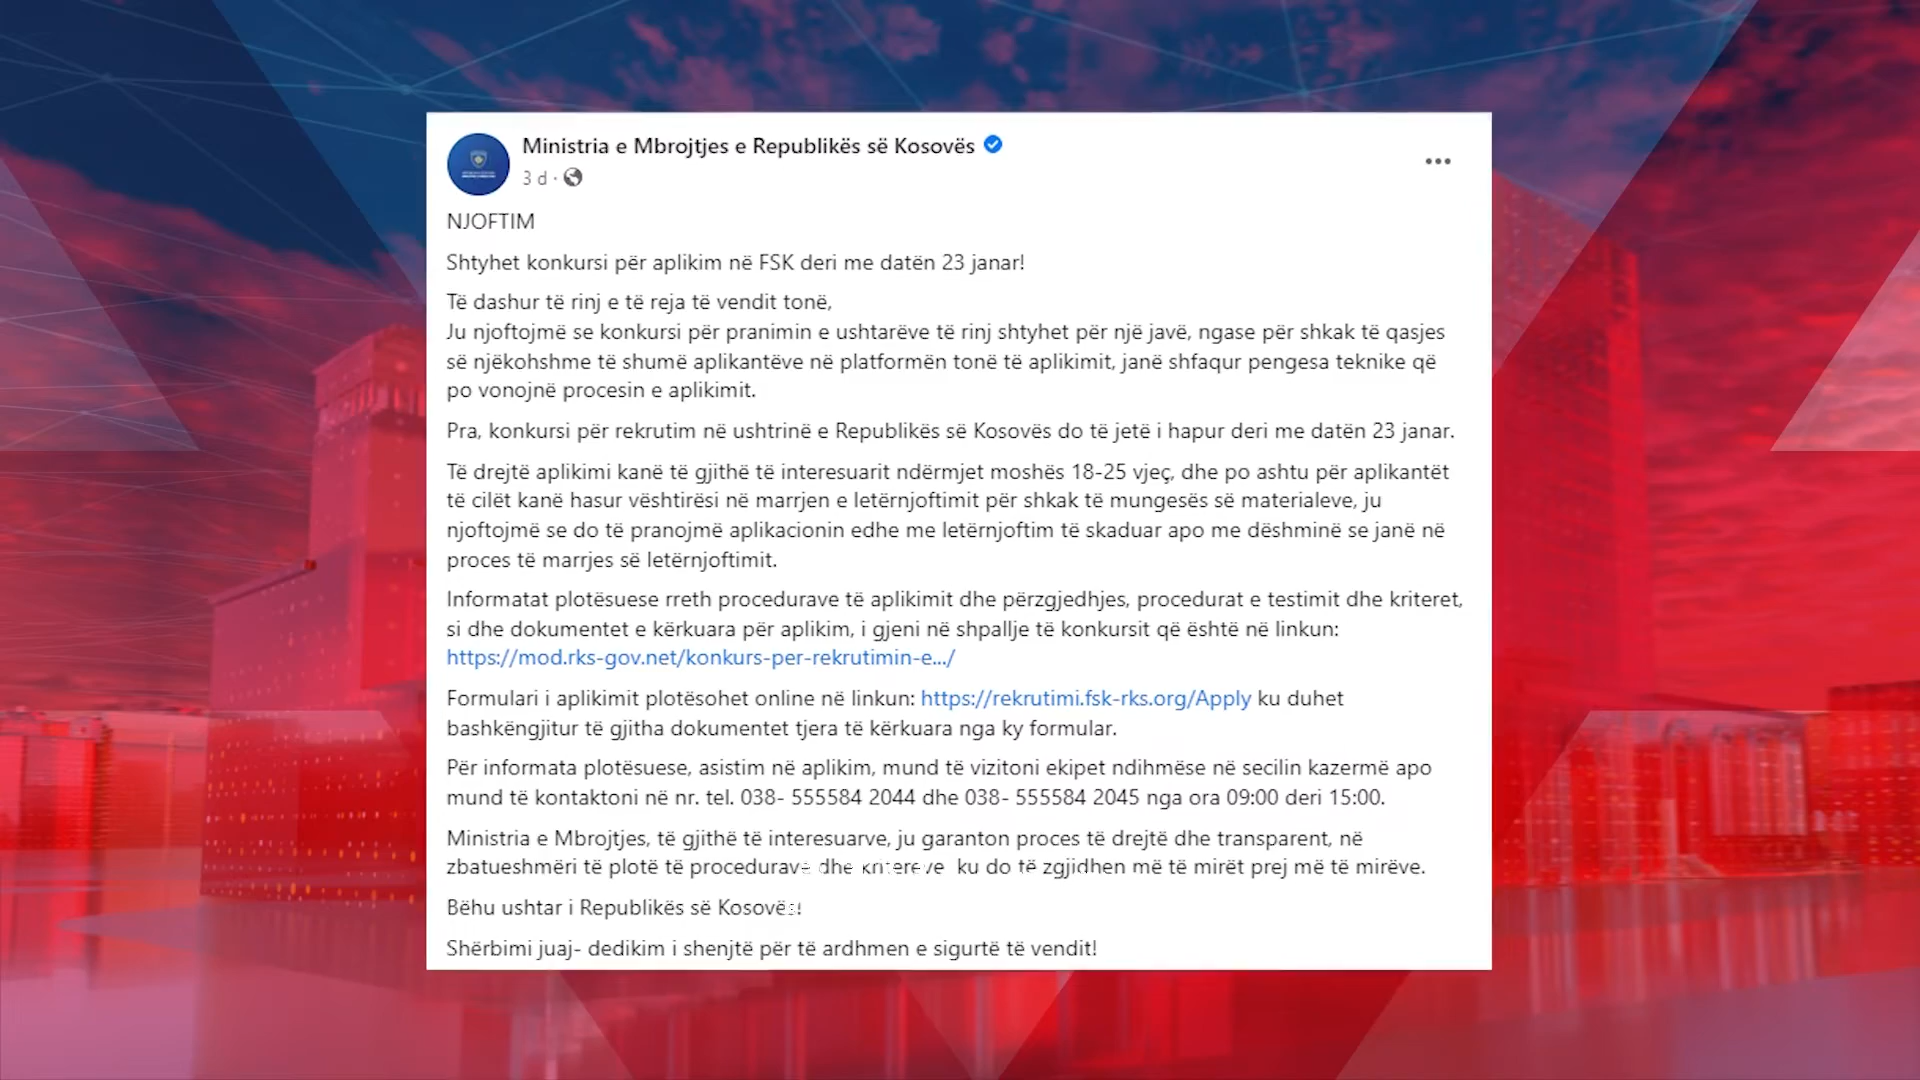 Ministria e Mbrojtjes e Republikës së Kosovës
3 d ·
NJOFTIM
Shtyhet konkursi për aplikim në FSK deri me datën 23 janar!
Të dashur të rinj e të reja të vendit tonë,
Ju njoftojmë se konkursi për pranimin e ushtarëve të rinj shtyhet për një javë, ngase për shkak të qasjes
së njëkohshme të shumë aplikantëve në platformën tonë të aplikimit, janë shfaqur pengesa teknike që
po vonojnë procesin e aplikimit.
Pra, konkursi për rekrutim në ushtrinë e Republikës së Kosovës do të jetë i hapur deri me datën 23 janar.
Të drejtë aplikimi kanë të gjithë të interesuarit ndërmjet moshës 18-25 vjeç, dhe po ashtu për aplikantët
të cilët kanë hasur vështirësi në marrjen e letërnjoftimit për shkak të mungesës së materialeve, ju
njoftojmë se do të pranojmë aplikacionin edhe me letërnjoftim të skaduar apo me dëshminë se janë në
proces të marrjes së letërnjoftimit.
Informatat plotësuese rreth procedurave të aplikimit dhe përzgjedhjes, procedurat e testimit dhe kriteret,
si dhe dokumentet e kërkuara për aplikim, i gjeni në shpallje të konkursit që është në linkun:
https://mod.rks-gov.net/konkurs-per-rekrutimin-e.../
Formulari i aplikimit plotësohet online në linkun: https://rekrutimi.fsk-rks.org/Apply ku duhet
bashkëngjitur të gjitha dokumentet tjera të kërkuara nga ky formular.
Për informata plotësuese, asistim në aplikim, mund të vizitoni ekipet ndihmëse në secilin kazermë apo
mund të kontaktoni në nr. tel. 038- 555584 2044 dhe 038- 555584 2045 nga ora 09:00 deri 15:00.
Ministria e Mbrojtjes, të gjithë të interesuarve, ju garanton proces të drejtë dhe transparent, në
zbatueshmëri të plotë të procedurave dhe kritereve ku do të zgjidhen më të mirët prej më të mirëve.
Bëhu ushtar i Republikës së Kosovës!
Shërbimi juaj- dedikim i shenjtë për të ardhmen e sigurtë të vendit!